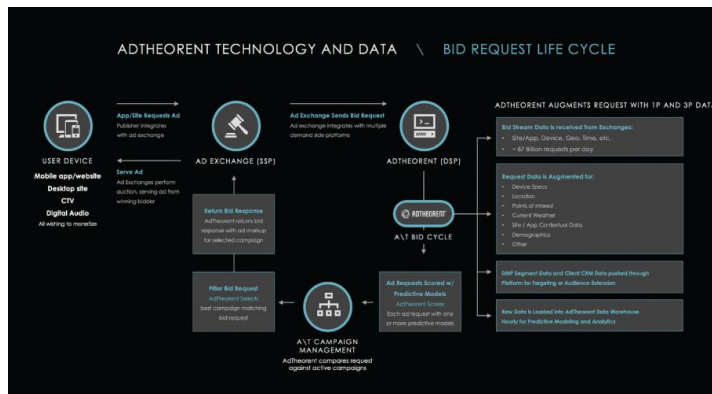 ADTHEORENT TECHNOLOGY AND DATA \ BID REQUEST LIFE CYCLE
USER DEVICE
Mobile app/website
Desktop site
CTV
Digital Audio
All wishing to monetize
App/Site Requests Ad
Publisher integrates
with ad exchange
Serve Ad
Ad Exchanges perform
auction, serving ad from
winning bidder
AD EXCHANGE (SSP)
Ad Exchange Sends Bid Request
Ad exchange integrates with multiple
demand side platforms
ADTHEORENT (DSP)
ADTHEORENT
A\T BID CYCLE
Ad Requests Scored w/
Predictive Models
AdTheorent Scores
Each ad request with one
or more predictive models
A\T CAMPAIGN
MANAGEMENT
AdTheorent compares request
against active campaigns
Filter Bid Request
AdTheorent Selects
best campaign matching
bid request
Return Bid Response
AdTheorent returns bid
response with ad markup
for selected campaign
ADTHEORENT AUGMENTS REQUEST WITH 1P AND 3P DATA
Bid Stream Data is received from Exchanges:
• Site/App, Device, Geo, Time, etc.
• ~ 87 Billion requests per day
Request Data is Augmented for:
• Device Specs
• Location
• Points of Interest
• Current Weather
• Site / App Contextual Data
• Demographics
• Other
DMP Segment Data and Client CRM Data pushed through
Platform for Targeting or Audience Extension
Raw Data is Loaded into AdTheorent Data Warehouse
Hourly for Predictive Modeling and Analytics